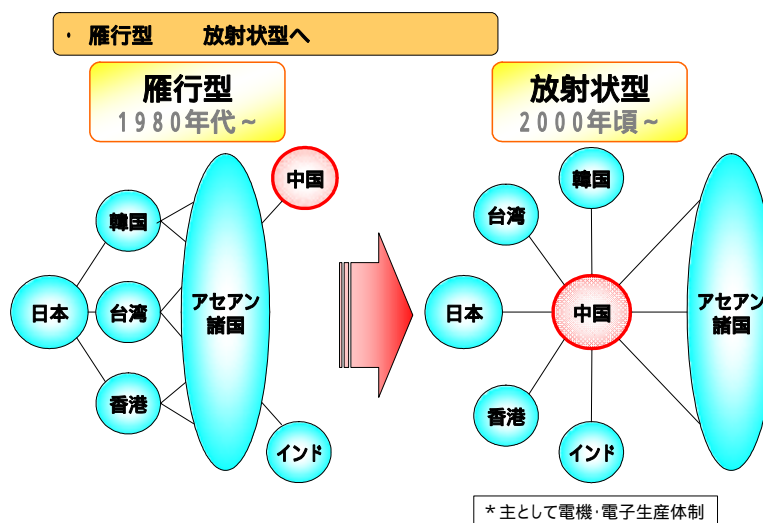 ・ 雁行型　　放射状型へ
雁行型
1980年代～
放射状型
2000年頃～
中国
韓国
日本
台湾
アセアン
諸国
香港
インド
韓国
台湾
日本
中国
アセアン
諸国
香港
インド
*主として電機・電子生産体制